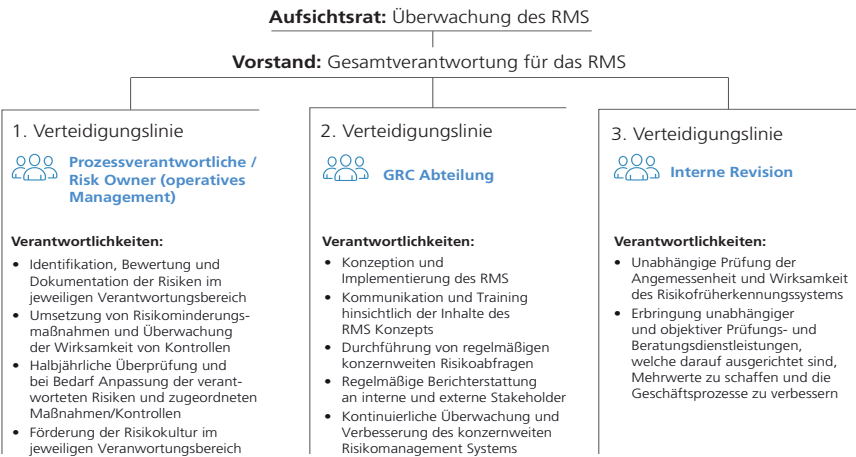 Aufsichtsrat: Überwachung des RMS
Vorstand: Gesamtverantwortung für das RMS
1. Verteidigungslinie
Prozessverantwortliche /
Risk Owner (operatives
Management)
Verantwortlichkeiten:
• Identifikation, Bewertung und
Dokumentation der Risiken im
jeweiligen Verantwortungsbereich
• Umsetzung von Risikominderungs-
maßnahmen und Überwachung
der Wirksamkeit von Kontrollen
• Halbjährliche Überprüfung und
bei Bedarf Anpassung der verant-
worteten Risiken und zugeordneten
Maßnahmen/Kontrollen
• Förderung der Risikokultur im
jeweiligen Veranwortungsbereich
2. Verteidigungslinie
GRC Abteilung
Verantwortlichkeiten:
• Konzeption und
Implementierung des RMS
• Kommunikation und Training
hinsichtlich der Inhalte des
RMS Konzepts
• Durchführung von regelmäßigen
konzernweiten Risikoabfragen
• Regelmäßige Berichterstattung
an interne und externe Stakeholder
• Kontinuierliche Überwachung und
Verbesserung des konzernweiten
Risikomanagement Systems
3. Verteidigungslinie
Interne Revision
Verantwortlichkeiten:
• Unabhängige Prüfung der
Angemessenheit und Wirksamkeit
des Risikofrüherkennungssystems
• Erbringung unabhängiger
und objektiver Prüfungs- und
Beratungsdienstleistungen,
welche darauf ausgerichtet sind,
Mehrwerte zu schaffen und die
Geschäftsprozesse zu verbessern